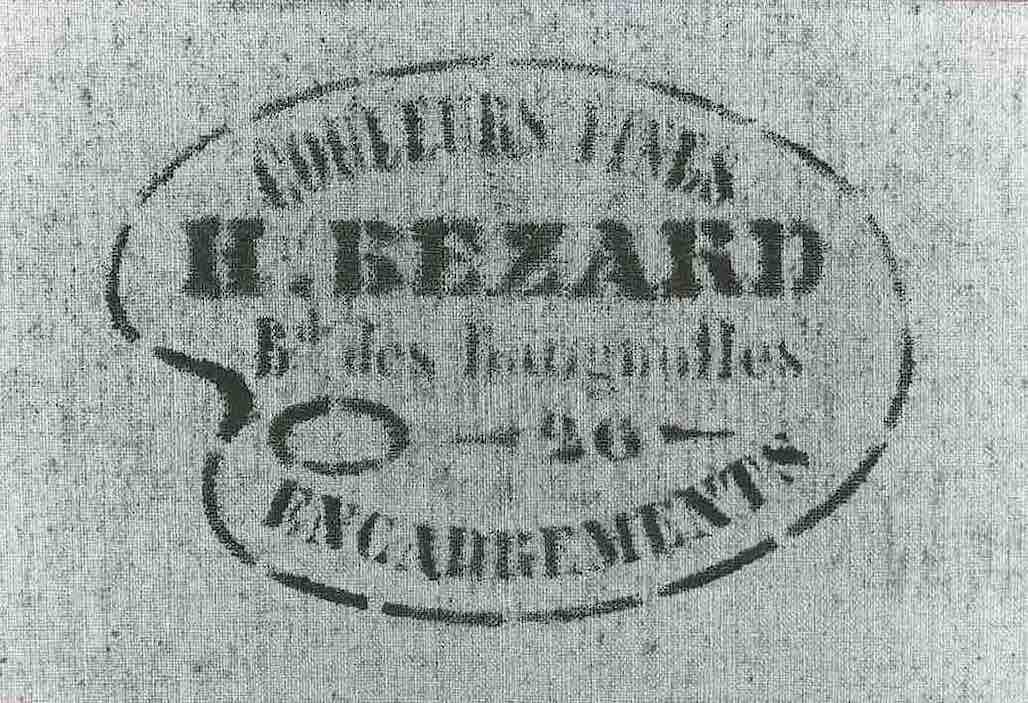 COULEURS FINES
H. BEZARD
Bd des Batignolles
26
ENCADREMENTS